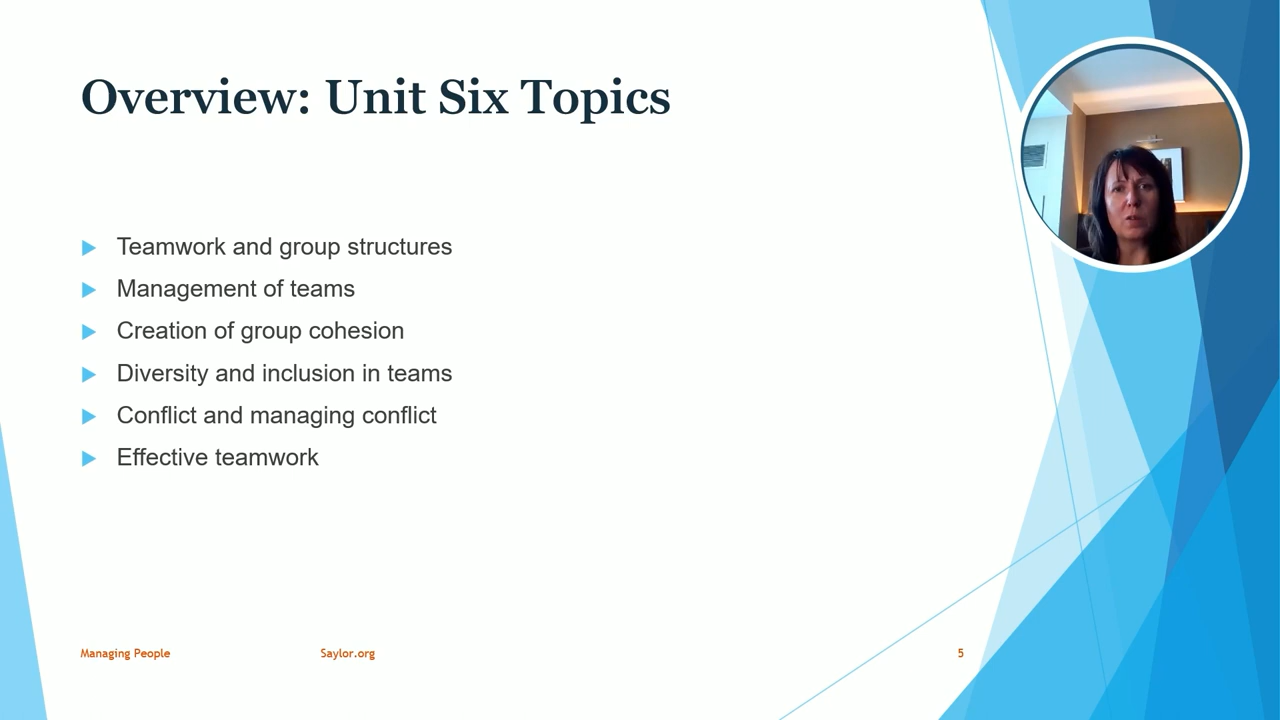 Overview: Unit Six Topics
Teamwork and group structures
Management of teams
Creation of group cohesion
Diversity and inclusion in teams
Conflict and managing conflict
Effective teamwork
Managing People
Saylor.org
5